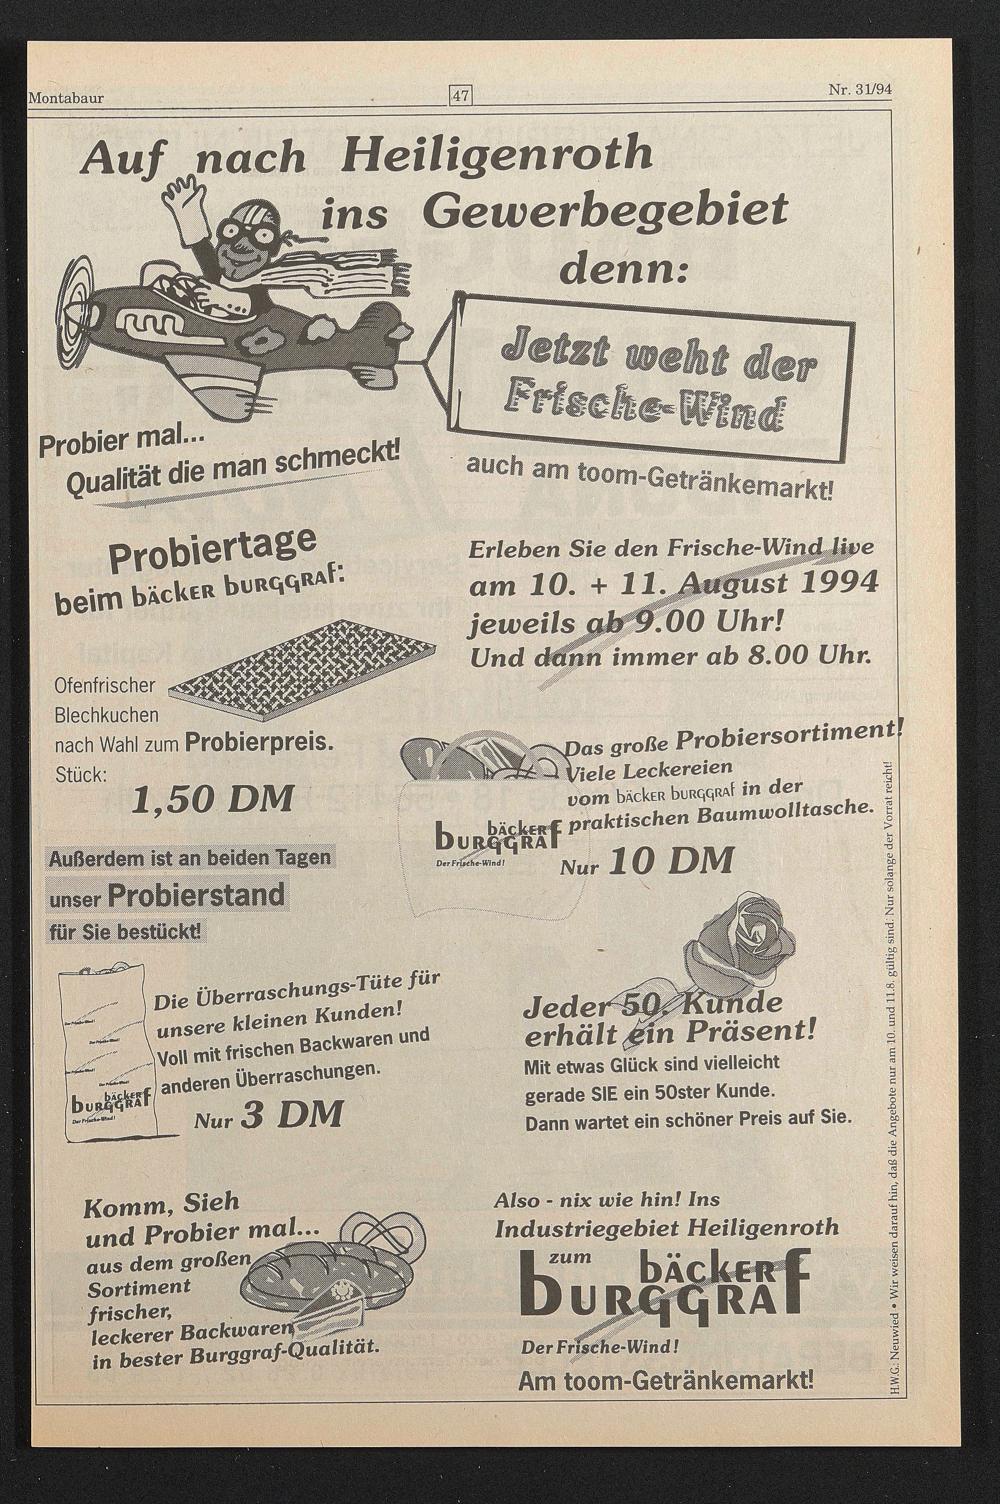 Montabaur
47
Nr. 31/94
Auf nach Heiligenroth
ins Gewerbegebiet
denn:
Jetzt weht der
Frische-Wind
auch am toom-Getränkemarkt!
Probier mal...
Qualität die man schmeckt!
Probiertage
beim bäcker burggraf:
Ofenfrischer
Blechkuchen
nach Wahl zum Probierpreis.
Stück:
1,50 DM
Erleben Sie den Frische-Wind live
am 10. + 11. August 1994
jeweils ab 9.00 Uhr!
Und dann immer ab 8.00 Uhr.
Das große Probiersortiment!
Viele Leckereien
vom bäcker burggraf in der
praktischen Baumwolltasche.
Nur 10 DM
bäcker
burggraf
Der Frische-Wind!
Außerdem ist an beiden Tagen
unser Probierstand
für Sie bestückt!
Die Überraschungs-Tüte für
unsere kleinen Kunden!
Voll mit frischen Backwaren und
anderen Überraschungen.
Nur 3 DM
bäcker
burggraf
Der Frische-Wind!
Jeder 50. Kunde
erhält ein Präsent!
Mit etwas Glück sind vielleicht
gerade SIE ein 50ster Kunde.
Dann wartet ein schöner Preis auf Sie.
Komm, Sieh
und Probier mal...
aus dem großen
Sortiment
frischer,
leckerer Backwaren
in bester Burggraf-Qualität.
Also - nix wie hin! Ins
Industriegebiet Heiligenroth
zum bäcker
burggraf
Der Frische-Wind!
Am toom-Getränkemarkt!
H.W.G.: Neuwied • Wir weisen darauf hin, daß die Angebote nur am 10. und 11.8. gültig sind. Nur solange der Vorrat reicht!